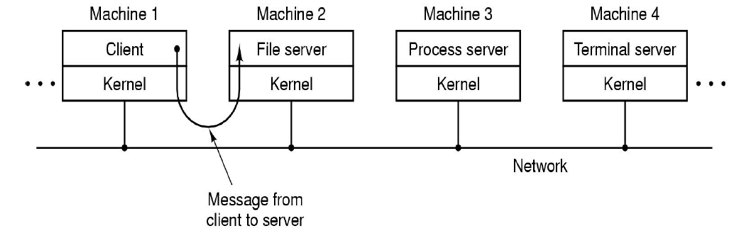 Machine 1
Machine 2
Machine 3
Machine 4
Client
File server
Process server
Terminal server
Kernel
Kernel
Kernel
Kernel
Network
Message from
client to server